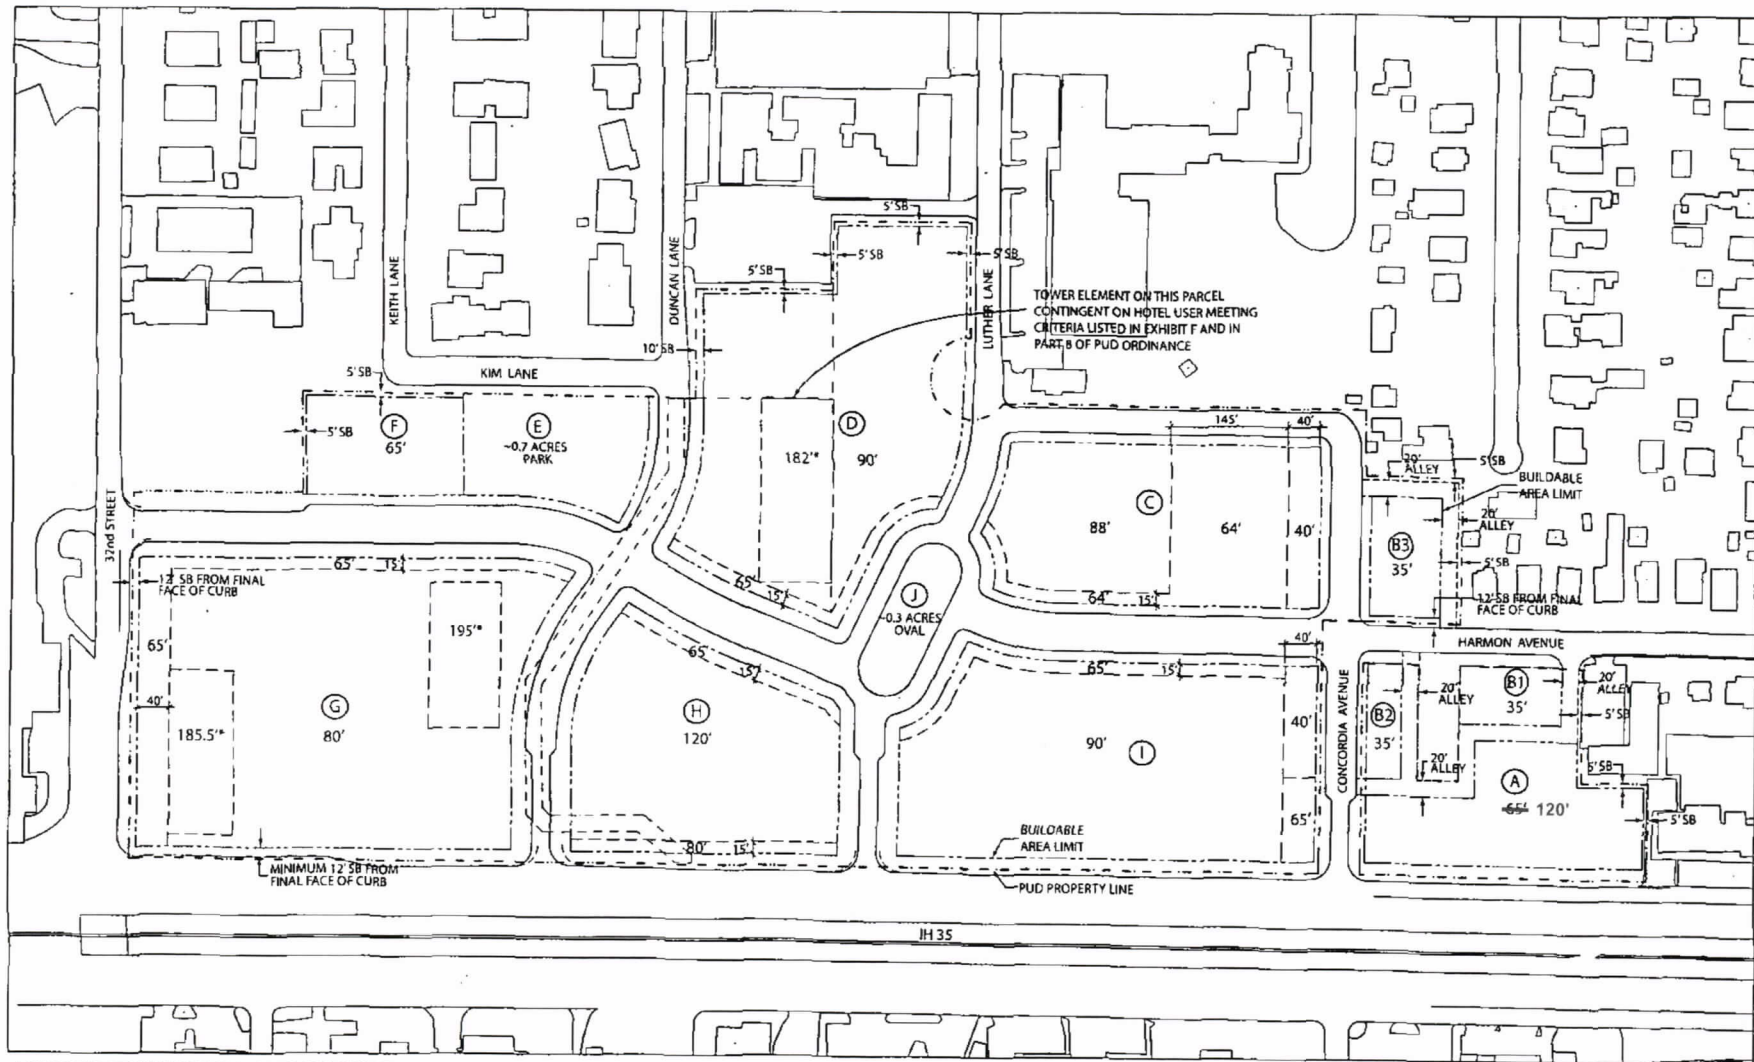 5' SB
5' SB
5' SB
5' SB
KEITH LANE
DUNCAN LANE
LUTHER LANE
TOWER ELEMENT ON THIS PARCEL
CONTINGENT ON HOTEL USER MEETING
CRITERIA LISTED IN EXHIBIT F AND IN
PART B OF PUD ORDINANCE
10' SB
5' SB
KIM LANE
5' SB
F
65'
E
~0.7 ACRES
PARK
D
182'*
90'
145'
40'
C
88'
64'
40'
64'
15'
20'
ALLEY
5' SB
BUILDABLE
AREA LIMIT
20'
ALLEY
B3
35'
5' SB
12' SB FROM FINAL
FACE OF CURB
HARMON AVENUE
32nd STREET
12' SB FROM FINAL
FACE OF CURB
65'
15'
65'
195'*
40'
185.5'*
G
80'
65'
15'
J
~0.3 ACRES
OVAL
65'
15'
H
120'
80'
15'
65'
15'
40'
90'
I
40'
65'
CONCORDIA AVENUE
B2
35'
20'
ALLEY
20'
ALLEY
B1
35'
20'
ALLEY
5' SB
5' SB
A
65' 120'
5' SB
BUILDABLE
AREA LIMIT
PUD PROPERTY LINE
MINIMUM 12' SB FROM
FINAL FACE OF CURB
IH 35